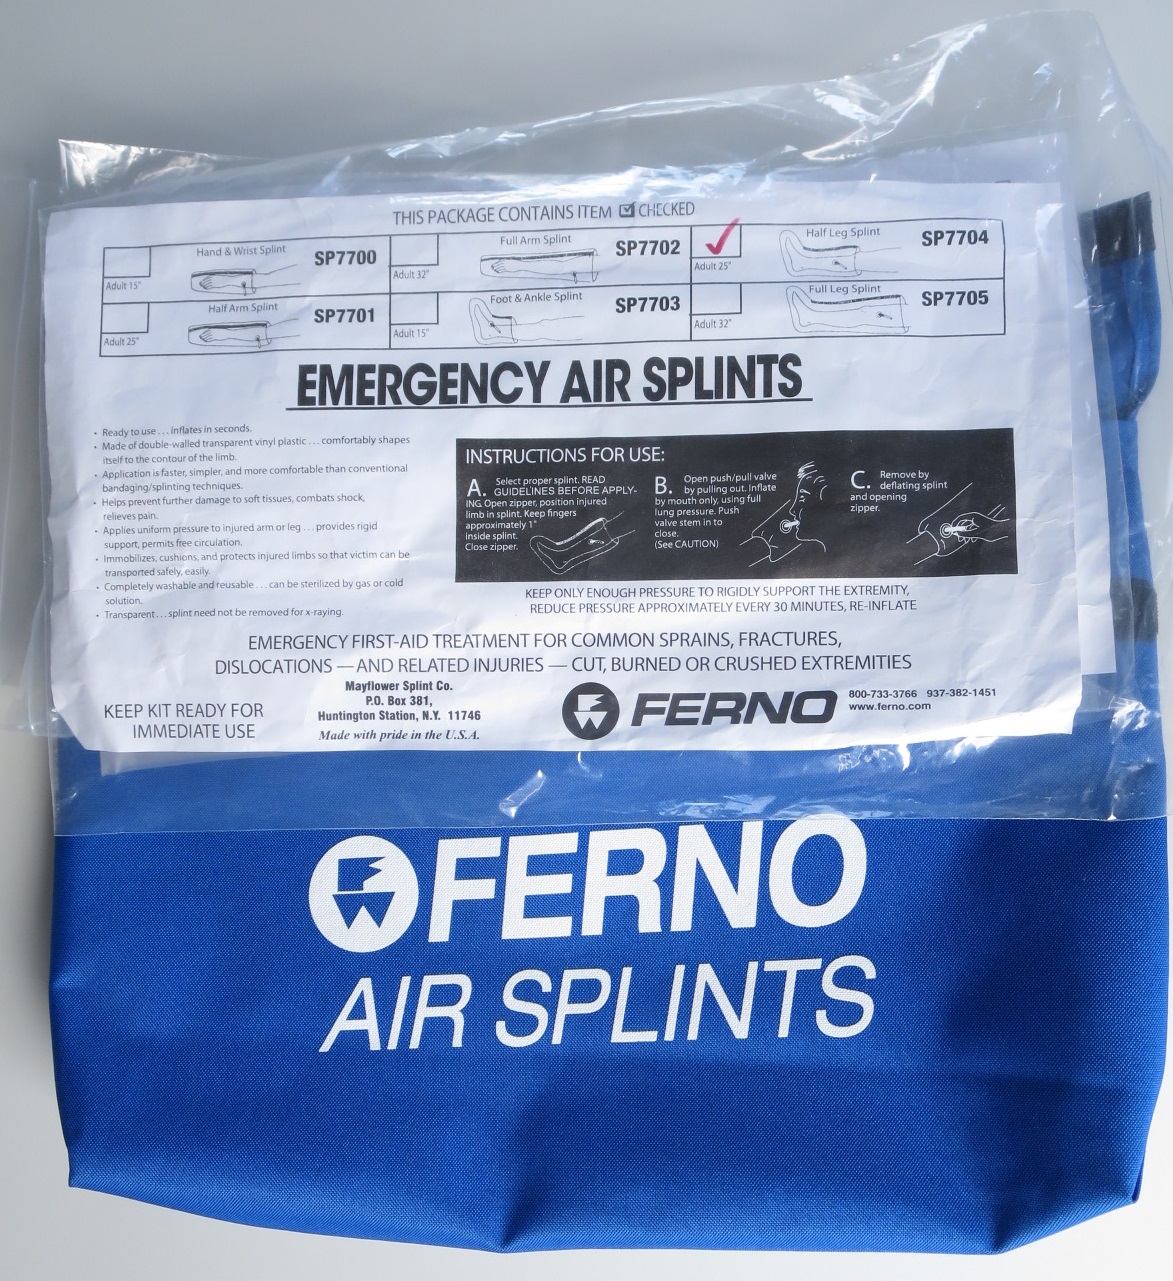 THIS PACKAGE CONTAINS ITEM CHECKED
Hand & Wrist Splint SP7700
Adult 15"
Full Arm Splint SP7702
Adult 32"
Half Leg Splint SP7704
Adult 25"
Half Arm Splint SP7701
Adult 25"
Foot & Ankle Splint SP7703
Adult 15"
Full Leg Splint SP7705
Adult 32"
EMERGENCY AIR SPLINTS
• Ready to use . . . inflates in seconds.
• Made of double-walled transparent vinyl plastic . . . comfortably shapes
itself to the contour of the limb.
• Application is faster, simpler, and more comfortable than conventional
bandaging/splinting techniques.
• Helps prevent further damage to soft tissues, combats shock,
relieves pain.
• Applies uniform pressure to injured arm or leg . . . provides rigid
support, permits free circulation.
• Immobilizes, cushions, and protects injured limbs so that victim can be
transported safely, easily.
• Completely washable and reusable . . . can be sterilized by gas or cold
solution.
• Transparent . . . splint need not be removed for x-raying.
INSTRUCTIONS FOR USE:
A. Select proper splint. READ
GUIDELINES BEFORE APPLY-
ING. Open zipper, position injured
limb in splint. Keep fingers
approximately 1"
inside splint.
Close zipper.
B. Open push/pull valve
by pulling out. Inflate
by mouth only, using full
lung pressure. Push
valve stem in to
close.
(See CAUTION)
C. Remove by
deflating splint
and opening
zipper.
KEEP ONLY ENOUGH PRESSURE TO RIGIDLY SUPPORT THE EXTREMITY,
REDUCE PRESSURE APPROXIMATELY EVERY 30 MINUTES, RE-INFLATE
EMERGENCY FIRST-AID TREATMENT FOR COMMON SPRAINS, FRACTURES,
DISLOCATIONS — AND RELATED INJURIES — CUT, BURNED OR CRUSHED EXTREMITIES
KEEP KIT READY FOR
IMMEDIATE USE
Mayflower Splint Co.
P.O. Box 381,
Huntington Station, N.Y. 11746
Made with pride in the U.S.A.
FERNO
800-733-3766 937-382-1451
www.ferno.com
FERNO
AIR SPLINTS